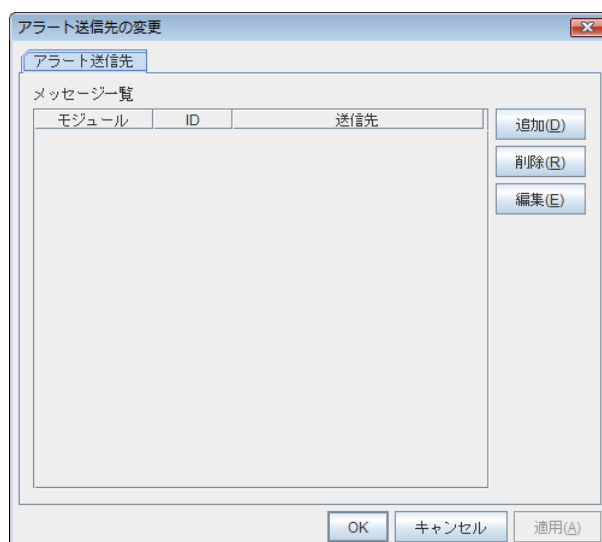 アラート送信先の変更
アラート送信先
メッセージ一覧
モジュール ID 送信先
追加(D)
削除(R)
編集(E)
OK キャンセル 適用(A)